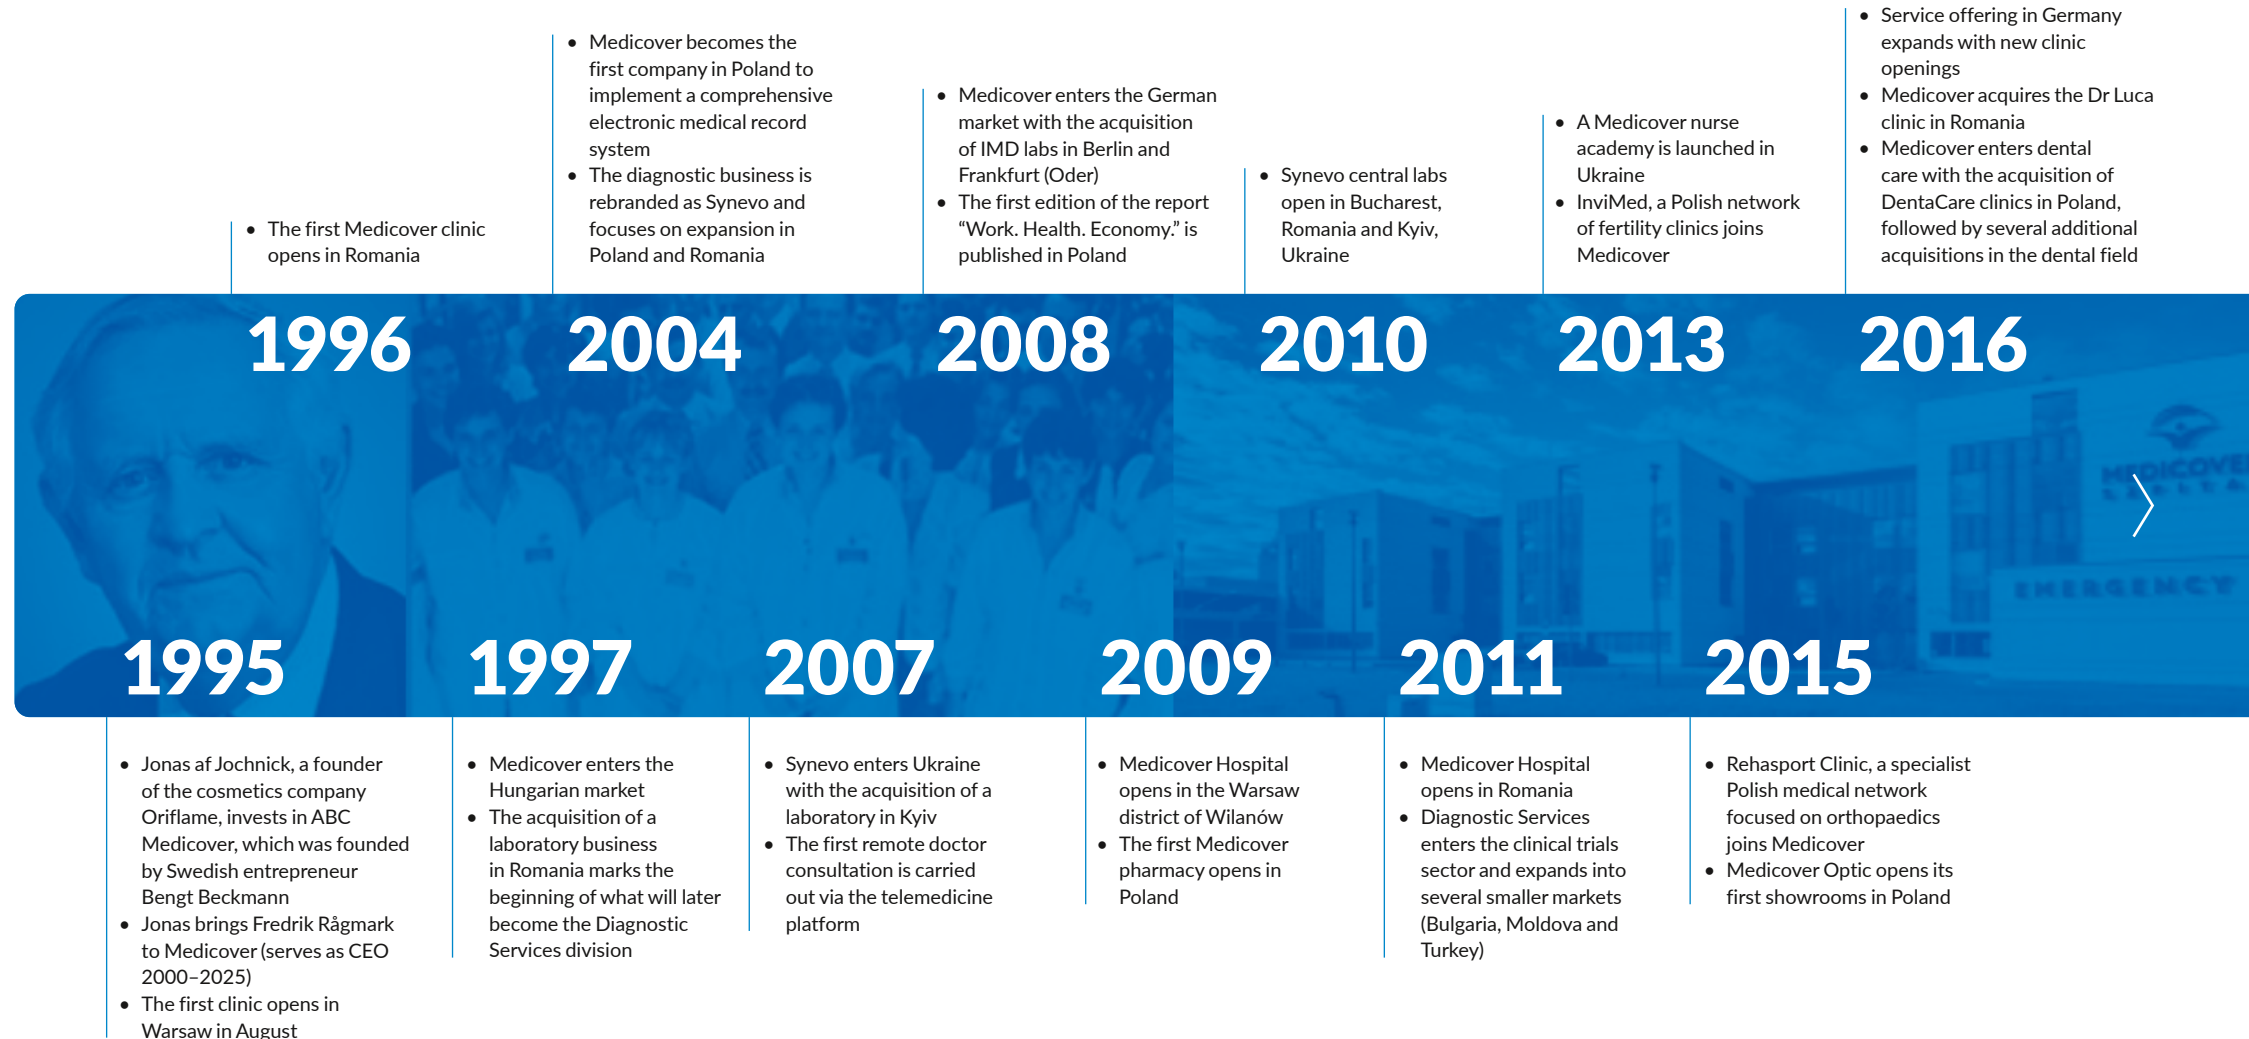 • The first Medicover clinic
opens in Romania
• Medicover becomes the
first company in Poland to
implement a comprehensive
electronic medical record
system
• The diagnostic business is
rebranded as Synevo and
focuses on expansion in
Poland and Romania
• Medicover enters the German
market with the acquisition
of IMD labs in Berlin and
Frankfurt (Oder)
• The first edition of the report
“Work. Health. Economy.” is
published in Poland
• Synevo central labs
open in Bucharest,
Romania and Kyiv,
Ukraine
• A Medicover nurse
academy is launched in
Ukraine
• InviMed, a Polish network
of fertility clinics joins
Medicover
• Service offering in Germany
expands with new clinic
openings
• Medicover acquires the Dr Luca
clinic in Romania
• Medicover enters dental
care with the acquisition of
DentaCare clinics in Poland,
followed by several additional
acquisitions in the dental field
1996
2004
2008
2010
2013
2016
EMERGENCY
1995
1997
2007
2009
2011
2015
• Jonas af Jochnick, a founder
of the cosmetics company
Oriflame, invests in ABC
Medicover, which was founded
by Swedish entrepreneur
Bengt Beckmann
• Jonas brings Fredrik Rågmark
to Medicover (serves as CEO
2000–2025)
• The first clinic opens in
Warsaw in August
• Medicover enters the
Hungarian market
• The acquisition of a
laboratory business
in Romania marks the
beginning of what will later
become the Diagnostic
Services division
• Synevo enters Ukraine
with the acquisition of a
laboratory in Kyiv
• The first remote doctor
consultation is carried
out via the telemedicine
platform
• Medicover Hospital
opens in the Warsaw
district of Wilanów
• The first Medicover
pharmacy opens in
Poland
• Medicover Hospital
opens in Romania
• Diagnostic Services
enters the clinical trials
sector and expands into
several smaller markets
(Bulgaria, Moldova and
Turkey)
• Rehasport Clinic, a specialist
Polish medical network
focused on orthopaedics
joins Medicover
• Medicover Optic opens its
first showrooms in Poland